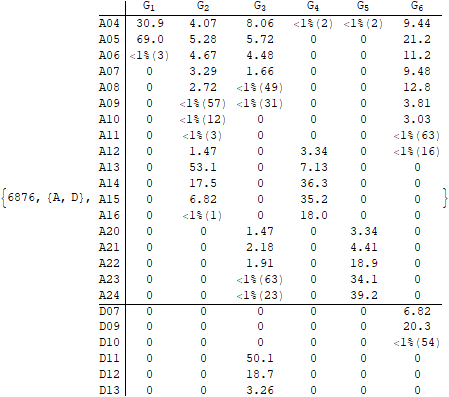 G1 G2 G3 G4 G5 G6
A04 30.9 4.07 8.06 <1%(2) <1%(2) 9.44
A05 69.0 5.28 5.72 0 0 21.2
A06 <1%(3) 4.67 4.48 0 0 11.2
A07 0 3.29 1.66 0 0 9.48
A08 0 2.72 <1%(49) 0 0 12.8
A09 0 <1%(57) <1%(31) 0 0 3.81
A10 0 <1%(12) 0 0 0 3.03
A11 0 <1%(3) 0 0 0 <1%(63)
A12 0 1.47 0 3.34 0 <1%(16)
A13 0 53.1 0 7.13 0 0
A14 0 17.5 0 36.3 0 0
{6876, {A, D}, A15 0 6.82 0 35.2 0 0 }
A16 0 <1%(1) 0 18.0 0 0
A20 0 0 1.47 0 3.34 0
A21 0 0 2.18 0 4.41 0
A22 0 0 1.91 0 18.9 0
A23 0 0 <1%(63) 0 34.1 0
A24 0 0 <1%(23) 0 39.2 0
D07 0 0 0 0 0 6.82
D09 0 0 0 0 0 20.3
D10 0 0 0 0 0 <1%(54)
D11 0 0 50.1 0 0 0
D12 0 0 18.7 0 0 0
D13 0 0 3.26 0 0 0